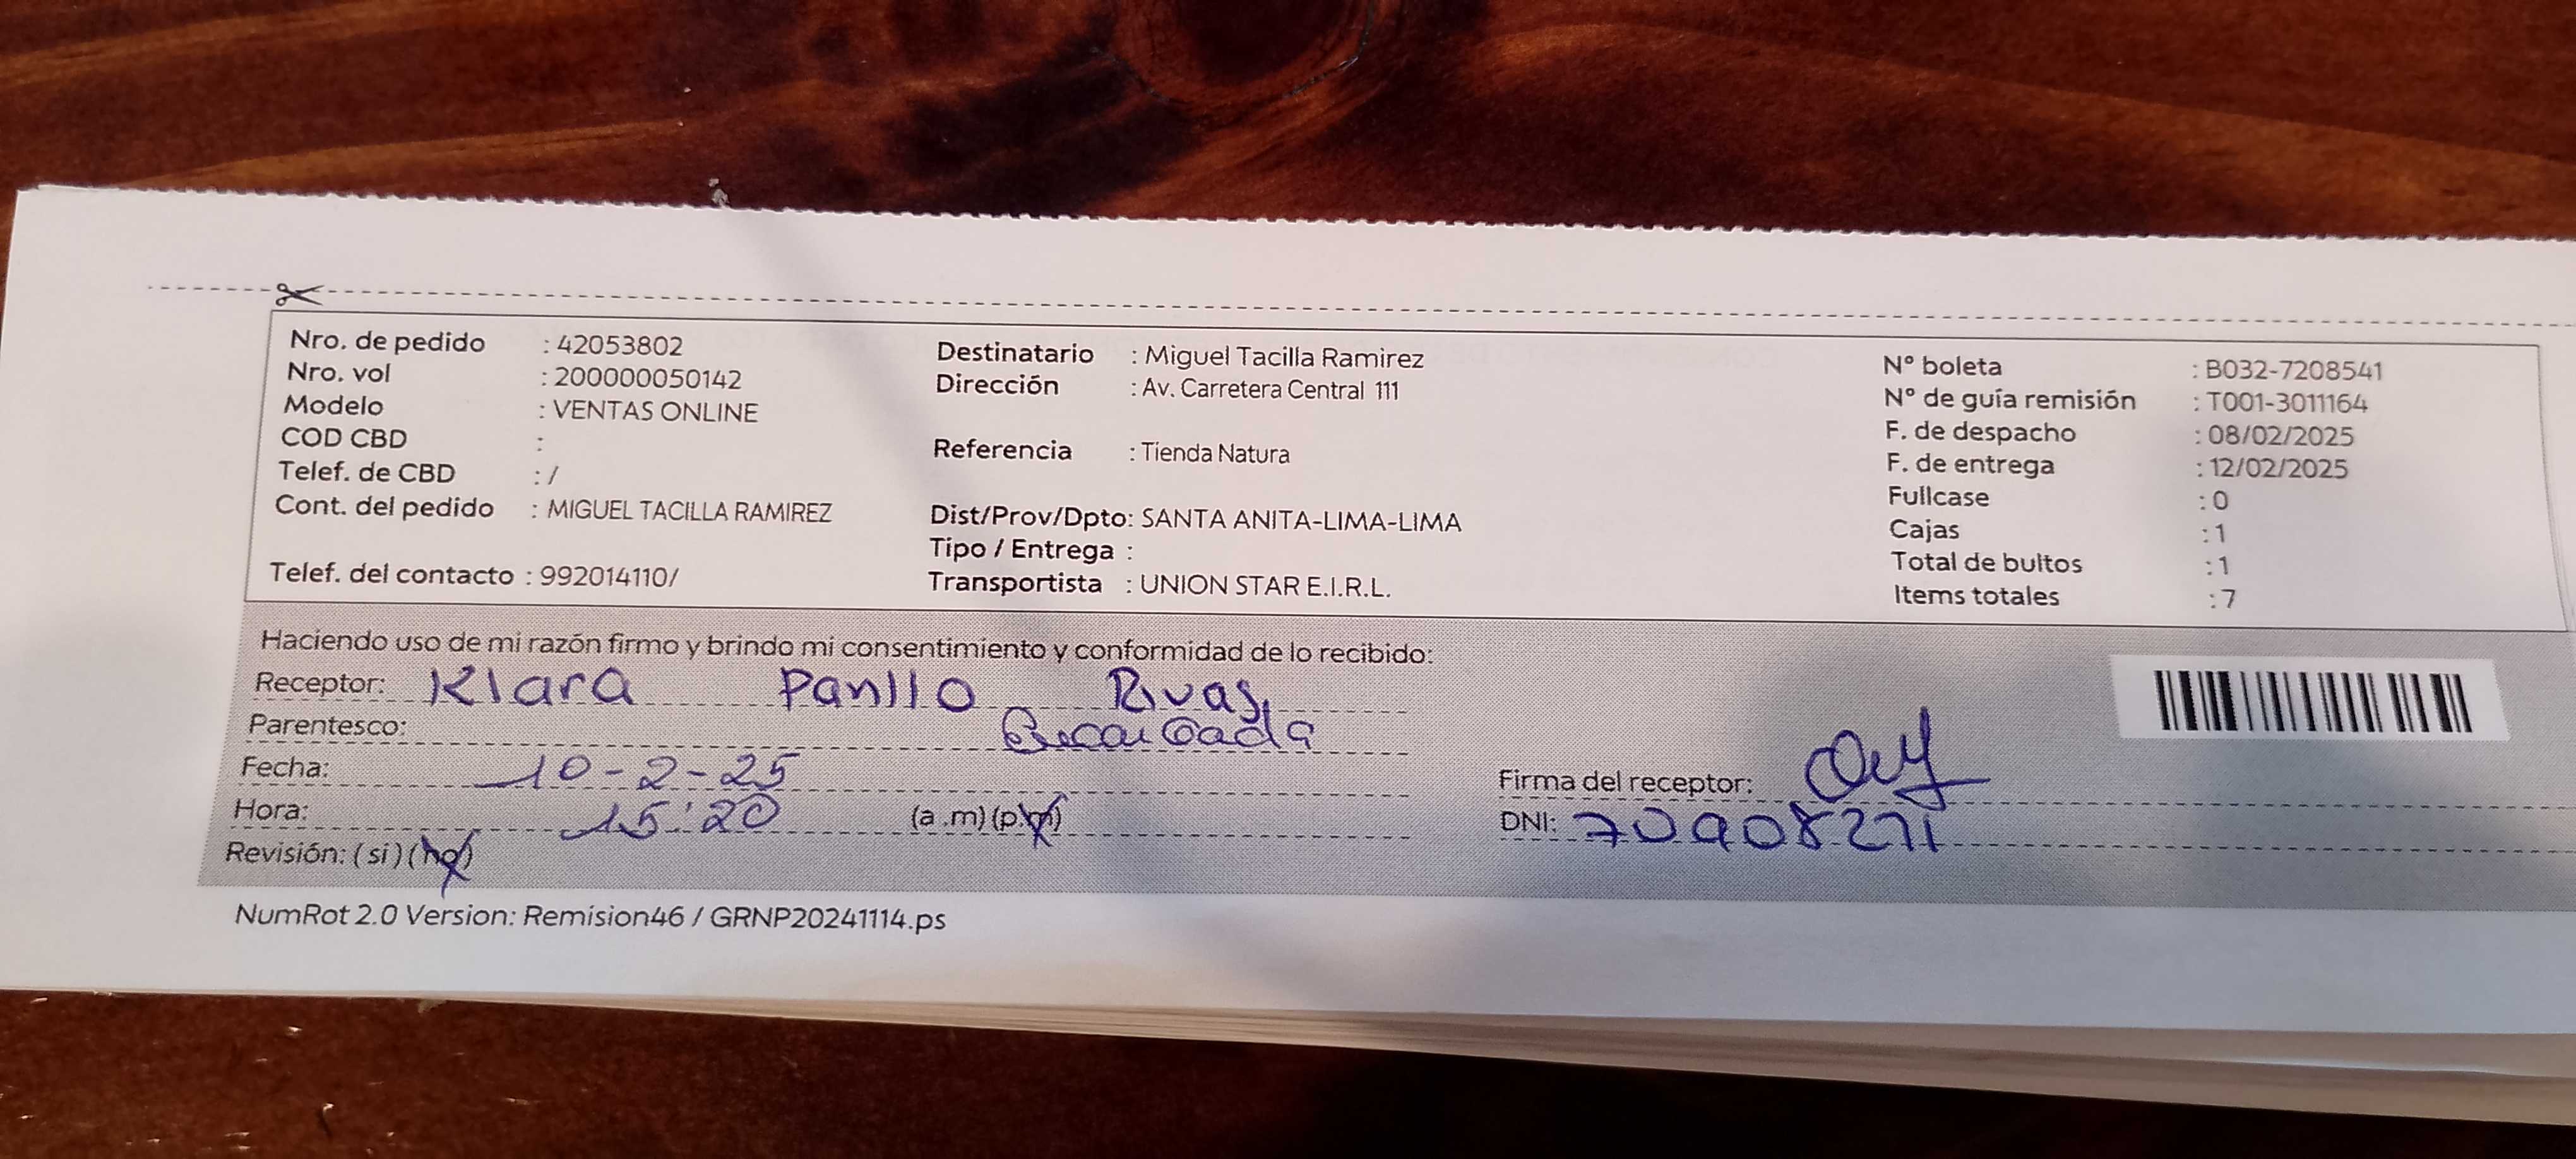 Nro. de pedido : 42053802
Nro. vol : 200000050142
Modelo : VENTAS ONLINE
COD CBD :
Telef. de CBD : /
Cont. del pedido : MIGUEL TACILLA RAMIREZ
Telef. del contacto : 992014110/
Destinatario : Miguel Tacilla Ramirez
Dirección : Av. Carretera Central 111
Referencia : Tienda Natura
Dist/Prov/Dpto: SANTA ANITA-LIMA-LIMA
Tipo / Entrega :
Transportista : UNION STAR E.I.R.L.
Nº boleta : B032-7208541
Nº de guía remisión : T001-3011164
F. de despacho : 08/02/2025
F. de entrega : 12/02/2025
Fullcase : 0
Cajas : 1
Total de bultos : 1
Items totales : 7
Haciendo uso de mi razón firmo y brindo mi consentimiento y conformidad de lo recibido:
Receptor: Klara Rivas
Parentesco:
Fecha: 10-2-25
Hora: 15:20 (a .m) (p.m)
Revisión: ( si ) ( no )
Firma del receptor:
DNI: 70908271
NumRot 2.0 Version: Remision46 / GRNP20241114.ps